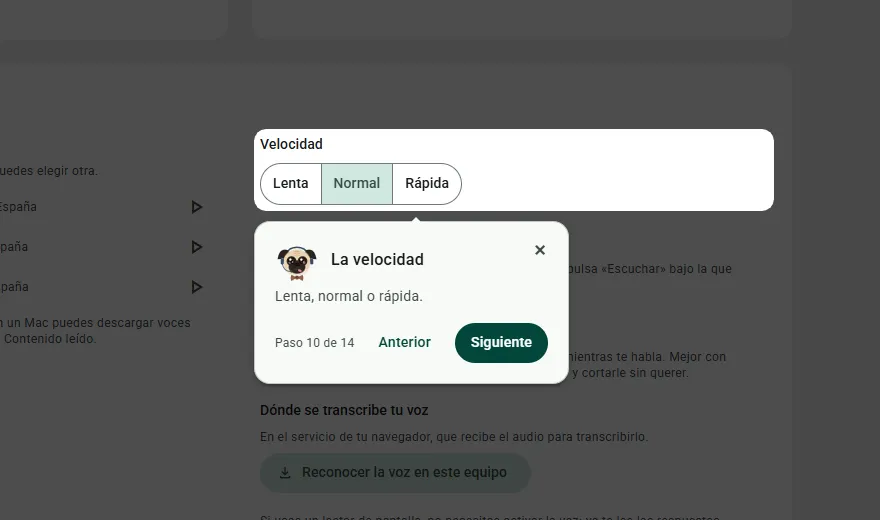 Velocidad
Lenta
Normal
Rápida
uedes elegir otra.
España
paña
paña
n un Mac puedes descargar voces
Contenido leído.
La velocidad
Lenta, normal o rápida.
Paso 10 de 14
Anterior
Siguiente
pulsa «Escuchar» bajo la que
mientras te habla. Mejor con
y cortarle sin querer.
Dónde se transcribe tu voz
En el servicio de tu navegador, que recibe el audio para transcribirlo.
Reconocer la voz en este equipo